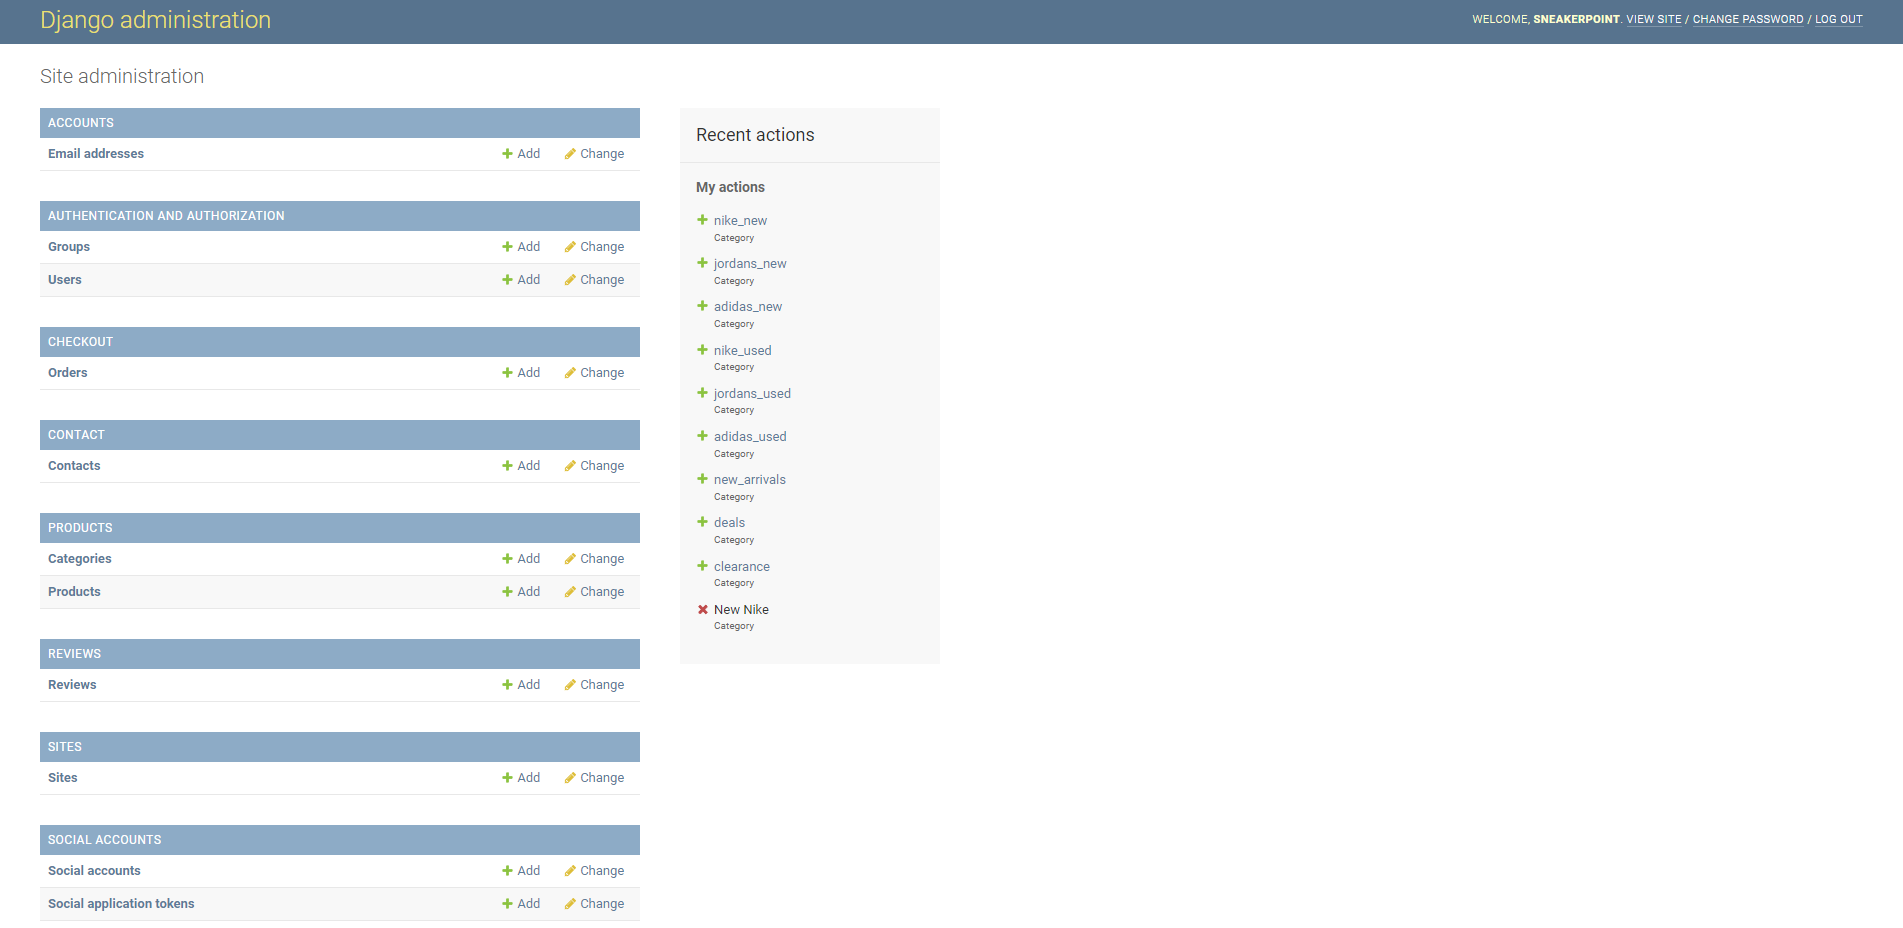 Django administration
WELCOME, SNEAKERPOINT. VIEW SITE / CHANGE PASSWORD / LOG OUT
Site administration
ACCOUNTS
Email addresses Add Change
AUTHENTICATION AND AUTHORIZATION
Groups Add Change
Users Add Change
CHECKOUT
Orders Add Change
CONTACT
Contacts Add Change
PRODUCTS
Categories Add Change
Products Add Change
REVIEWS
Reviews Add Change
SITES
Sites Add Change
SOCIAL ACCOUNTS
Social accounts Add Change
Social application tokens Add Change
Recent actions
My actions
nike_new
Category
jordans_new
Category
adidas_new
Category
nike_used
Category
jordans_used
Category
adidas_used
Category
new_arrivals
Category
deals
Category
clearance
Category
New Nike
Category